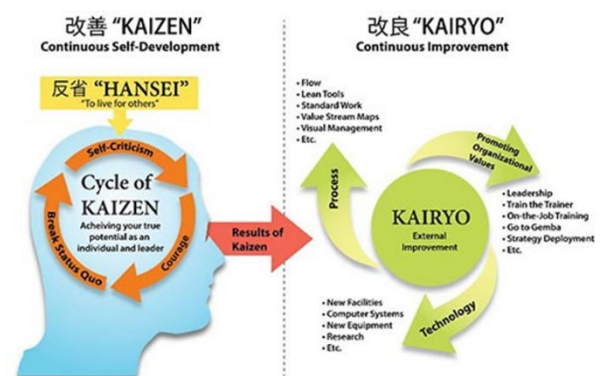 改善 “KAIZEN”
Continuous Self-Development
反省 “HANSEI”
“To live for others”
Self-Criticism
Courage
Break Status Quo
Cycle of
KAIZEN
Acheiving your true
potential as an
individual and leader
Results of
Kaizen
改良 “KAIRYO”
Continuous Improvement
• Flow
• Lean Tools
• Standard Work
• Value Stream Maps
• Visual Management
• Etc.
Process
Promoting
Organizational
Values
• Leadership
• Train the Trainer
• On-the-Job Training
• Go to Gemba
• Strategy Deployment
• Etc.
KAIRYO
External
Improvement
Technology
• New Facilities
• Computer Systems
• New Equipment
• Research
• Etc.